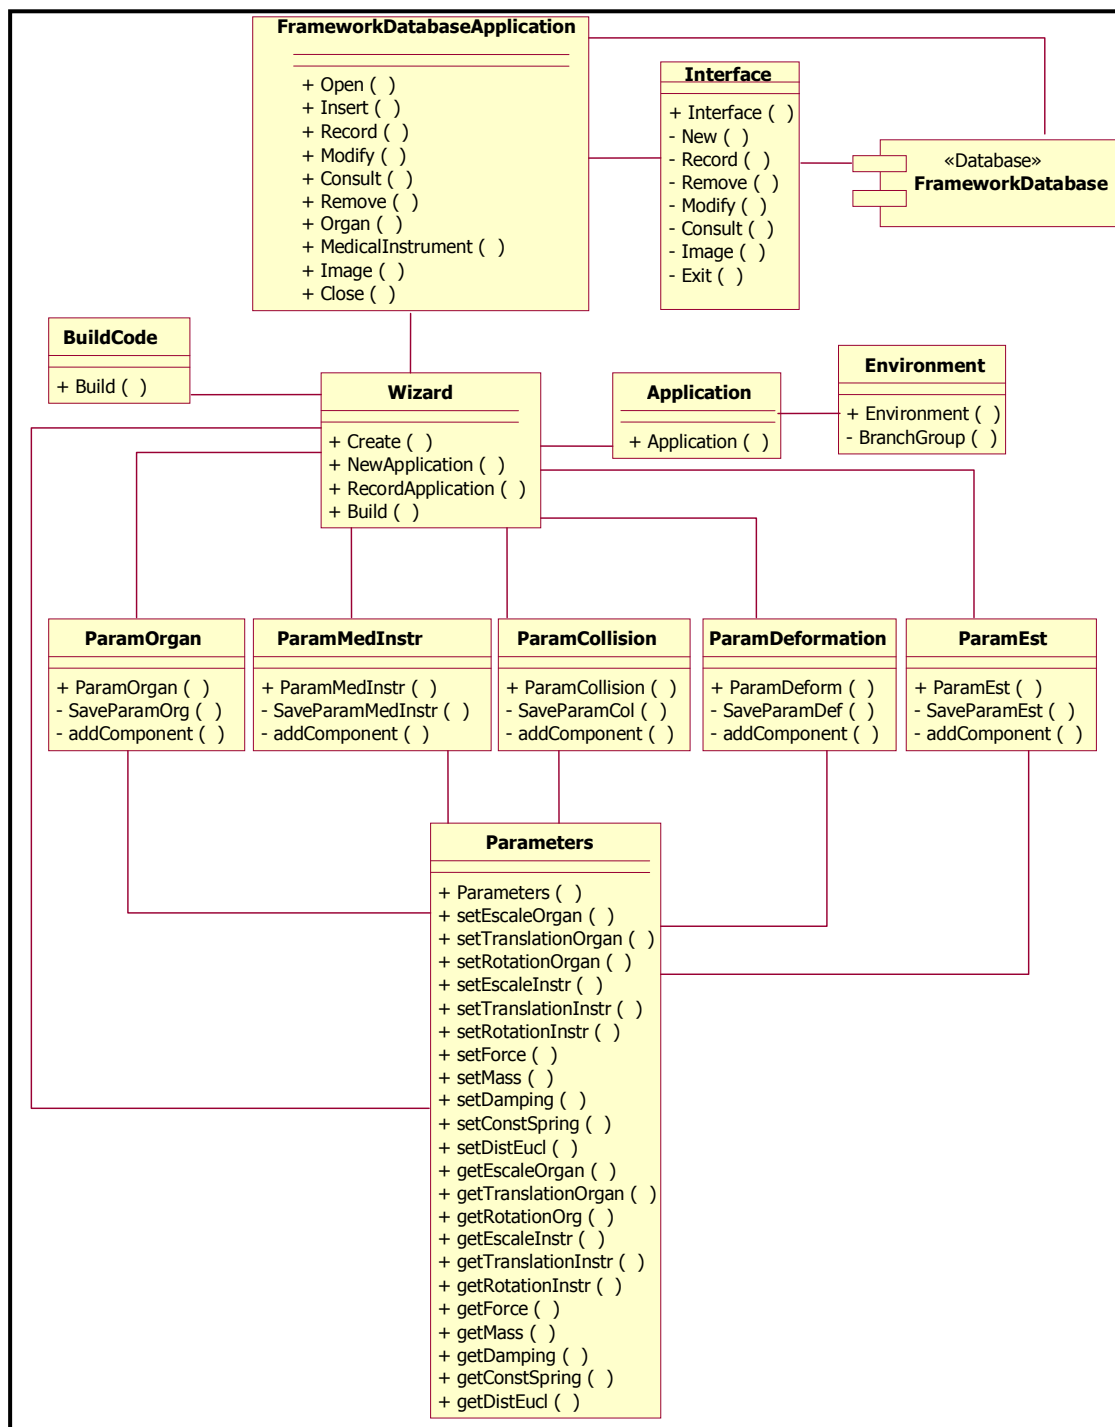 FrameworkDatabaseApplication
+ Open ( )
+ Insert ( )
+ Record ( )
+ Modify ( )
+ Consult ( )
+ Remove ( )
+ Organ ( )
+ MedicalInstrument ( )
+ Image ( )
+ Close ( )
Interface
+ Interface ( )
- New ( )
- Record ( )
- Remove ( )
- Modify ( )
- Consult ( )
- Image ( )
- Exit ( )
«Database»
FrameworkDatabase
BuildCode
+ Build ( )
Wizard
+ Create ( )
+ NewApplication ( )
+ RecordApplication ( )
+ Build ( )
Application
+ Application ( )
Environment
+ Environment ( )
- BranchGroup ( )
ParamOrgan
+ ParamOrgan ( )
- SaveParamOrg ( )
- addComponent ( )
ParamMedInstr
+ ParamMedInstr ( )
- SaveParamMedInstr ( )
- addComponent ( )
ParamCollision
+ ParamCollision ( )
- SaveParamCol ( )
- addComponent ( )
ParamDeformation
+ ParamDeform ( )
- SaveParamDef ( )
- addComponent ( )
ParamEst
+ ParamEst ( )
- SaveParamEst ( )
- addComponent ( )
Parameters
+ Parameters ( )
+ setEscaleOrgan ( )
+ setTranslationOrgan ( )
+ setRotationOrgan ( )
+ setEscaleInstr ( )
+ setTranslationInstr ( )
+ setRotationInstr ( )
+ setForce ( )
+ setMass ( )
+ setDamping ( )
+ setConstSpring ( )
+ setDistEucl ( )
+ getEscaleOrgan ( )
+ getTranslationOrgan ( )
+ getRotationOrg ( )
+ getEscaleInstr ( )
+ getTranslationInstr ( )
+ getRotationInstr ( )
+ getForce ( )
+ getMass ( )
+ getDamping ( )
+ getConstSpring ( )
+ getDistEucl ( )